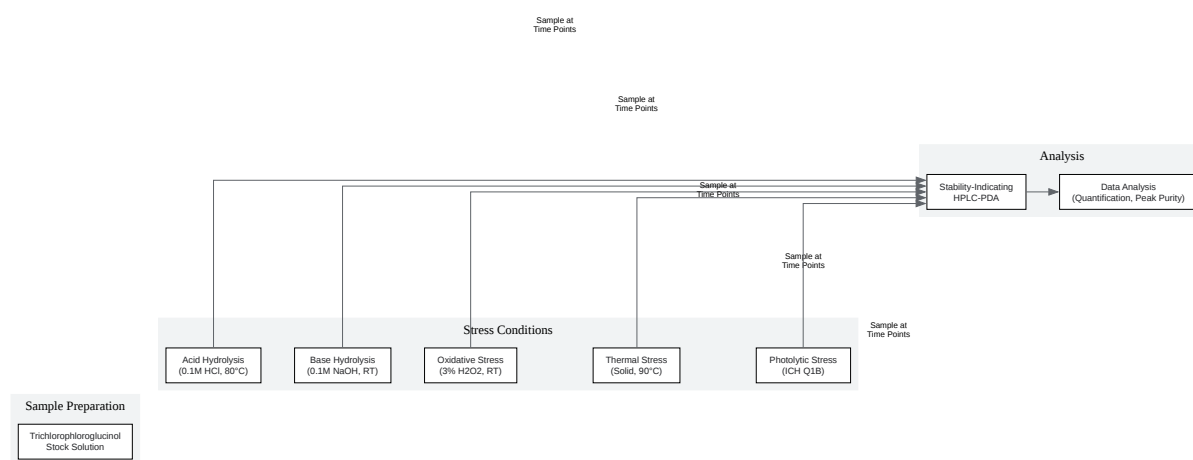 Sample at
Time Points
Sample at
Time Points
Analysis
Stability-Indicating
HPLC-PDA
Data Analysis
(Quantification, Peak Purity)
Sample at
Time Points
Sample at
Time Points
Sample at
Time Points
Stress Conditions
Acid Hydrolysis
(0.1M HCl, 80°C)
Base Hydrolysis
(0.1M NaOH, RT)
Oxidative Stress
(3% H2O2, RT)
Thermal Stress
(Solid, 90°C)
Photolytic Stress
(ICH Q1B)
Sample Preparation
Trichlorophloroglucinol
Stock Solution